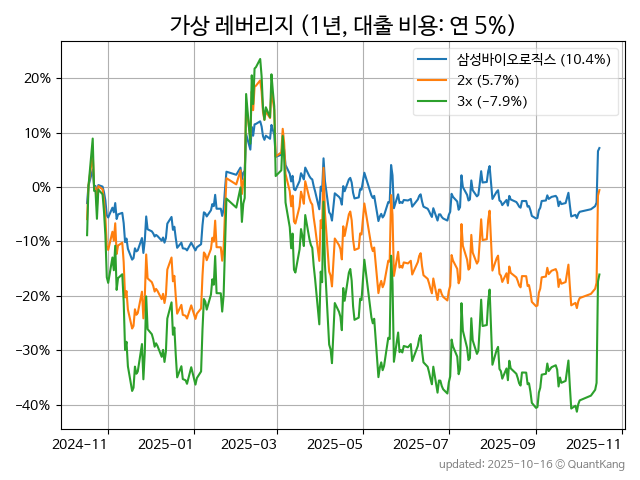 가상 레버리지 (1년, 대출 비용: 연 5%)
삼성바이오로직스 (10.4%)
2x (5.7%)
3x (−7.9%)
20%
10%
0%
−10%
−20%
−30%
−40%
2024-11
2025-01
2025-03
2025-05
2025-07
2025-09
2025-11
updated: 2025-10-16 © QuantKang